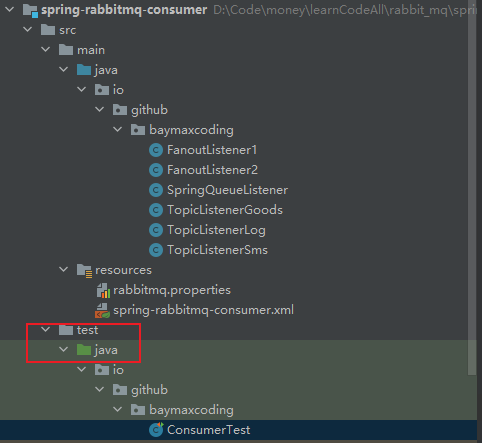 spring-rabbitmq-consumer D:\Code\money\learnCodeAll\rabbit_mq\spri
src
main
java
io
github
baymaxcoding
FanoutListener1
FanoutListener2
SpringQueueListener
TopicListenerGoods
TopicListenerLog
TopicListenerSms
resources
rabbitmq.properties
spring-rabbitmq-consumer.xml
test
java
io
github
baymaxcoding
ConsumerTest